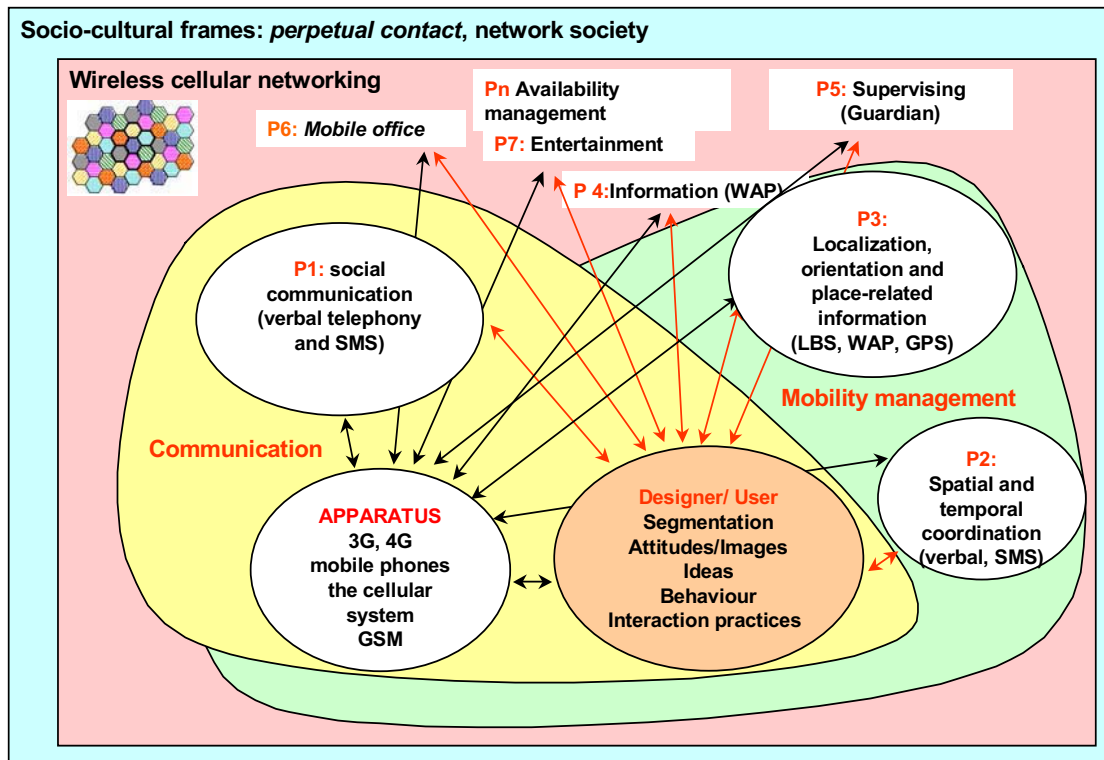 Socio-cultural frames: perpetual contact, network society
Wireless cellular networking
Pn Availability
management
P5: Supervising
(Guardian)
P6: Mobile office
P7: Entertainment
P 4:Information (WAP)
P3:
Localization,
orientation and
place-related
information
(LBS, WAP, GPS)
P1: social
communication
(verbal telephony
and SMS)
Mobility management
Communication
P2:
Spatial and
temporal
coordination
(verbal, SMS)
APPARATUS
3G, 4G
mobile phones
the cellular
system
GSM
Designer/ User
Segmentation
Attitudes/Images
Ideas
Behaviour
Interaction practices